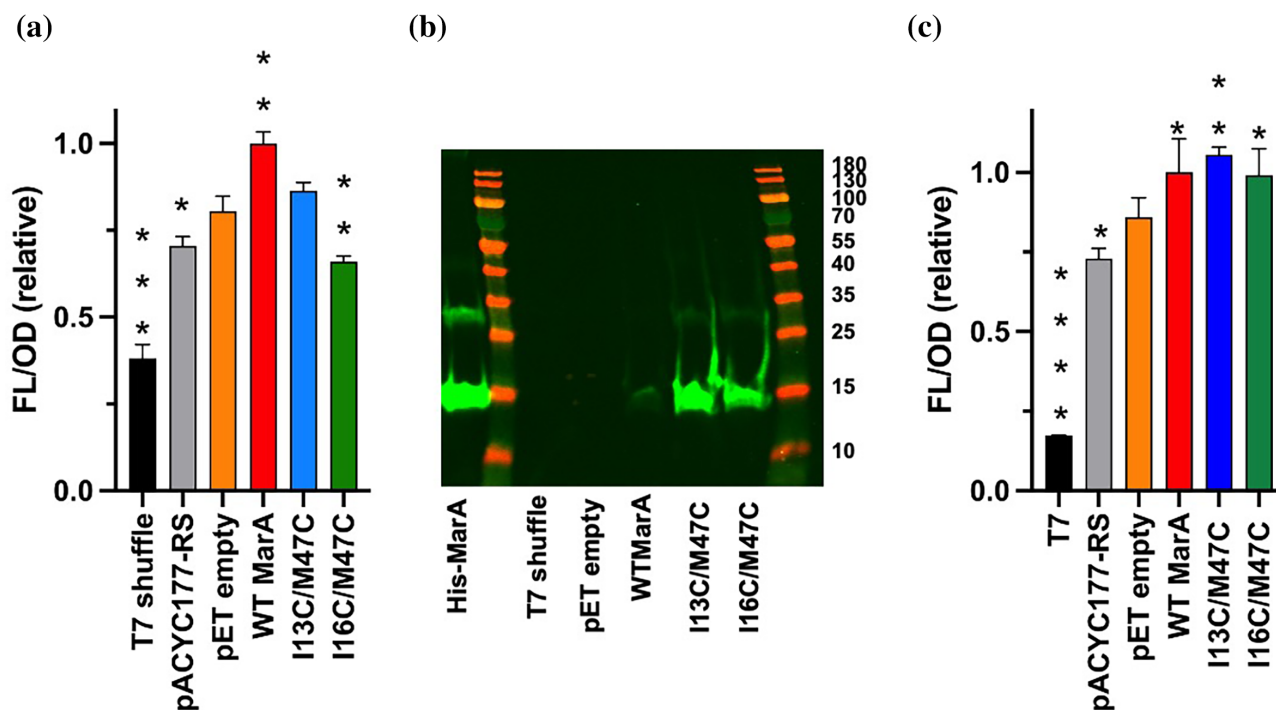 (a)
FL/OD (relative)
1.0
0.5
0.0
*
*
*
*
*
*
*
*
T7 shuffle
pACYC177-RS
pET empty
WT MarA
I13C/M47C
I16C/M47C
(b)
180
130
100
70
55
40
35
25
15
10
His-MarA
T7 shuffle
pET empty
WTMarA
I13C/M47C
I16C/M47C
(c)
FL/OD (relative)
1.0
0.5
0.0
*
*
*
*
*
*
*
*
*
T7
pACYC177-RS
pET empty
WT MarA
I13C/M47C
I16C/M47C